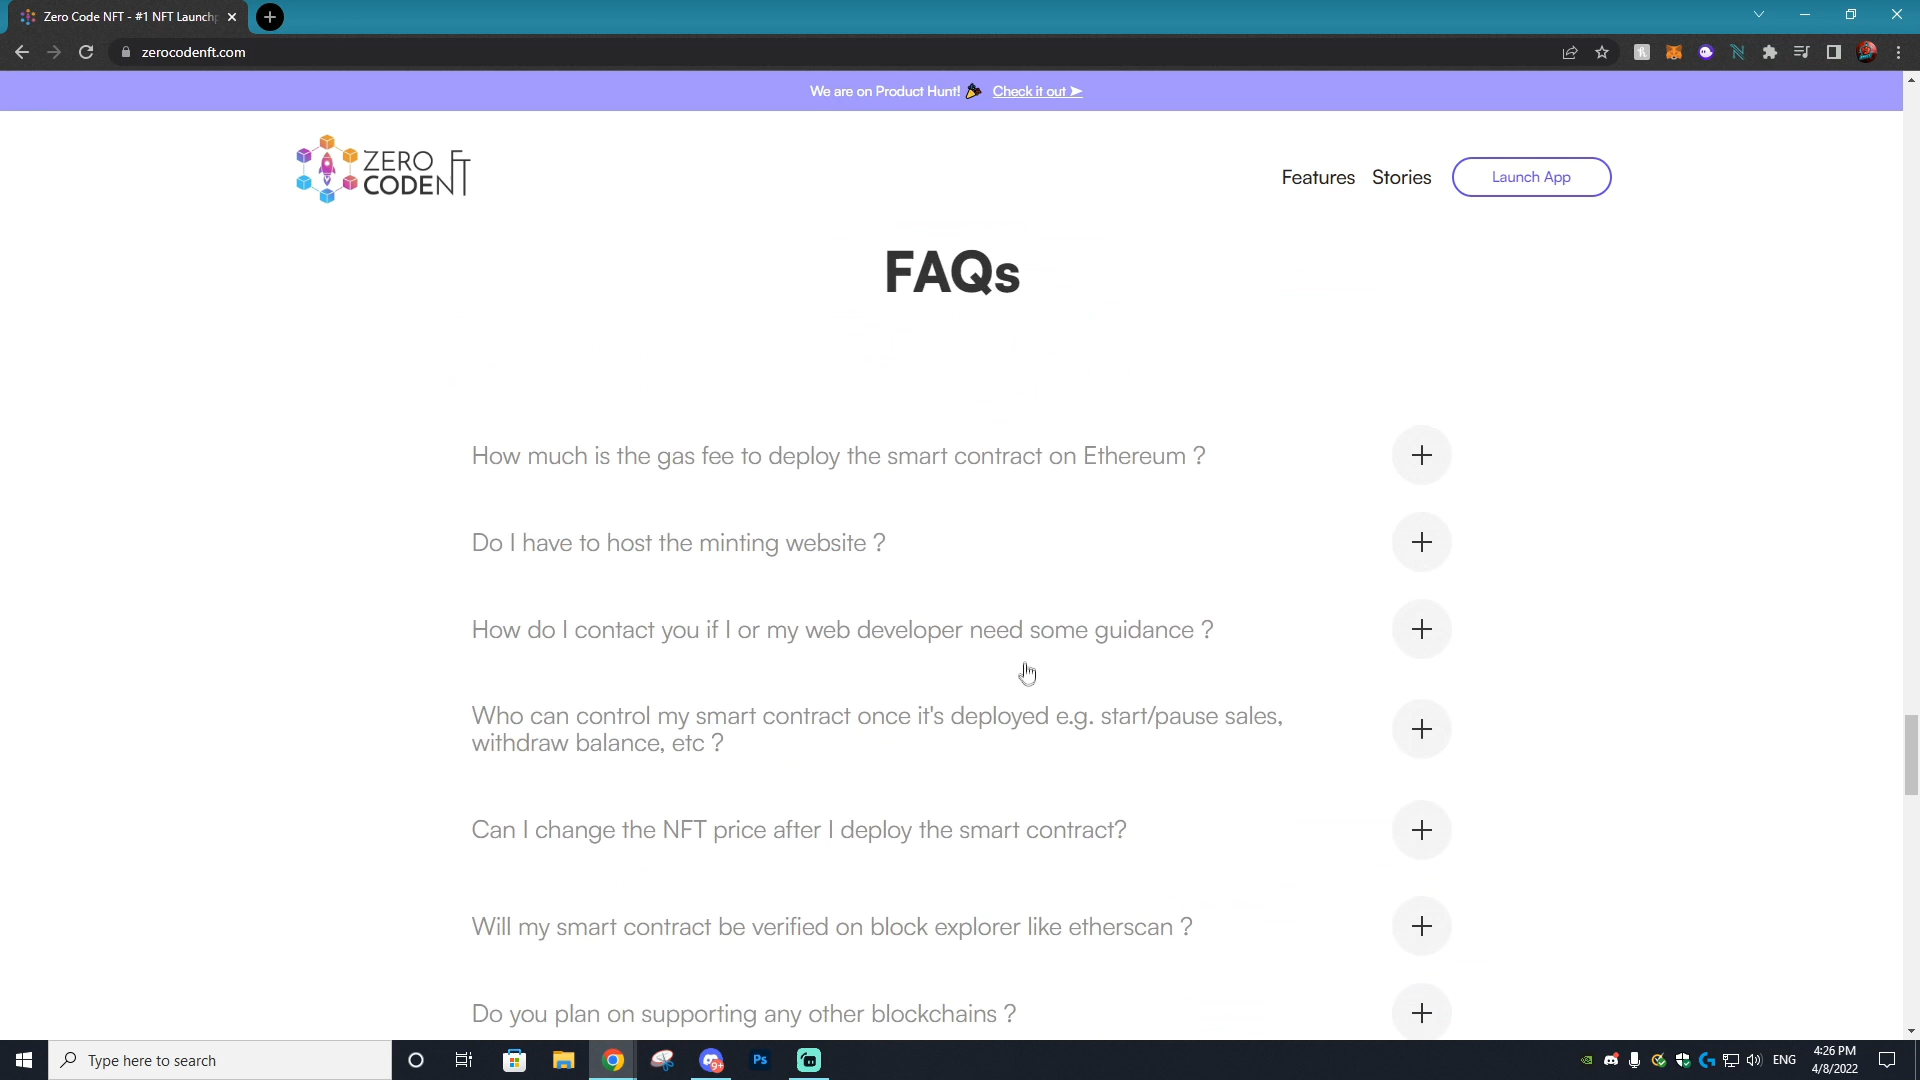 Zero Code NFT - #1 NFT Launch
zerocodenft.com
We are on Product Hunt! Check it out ➤
ZERO
CODENFT
Features Stories Launch App
FAQs
How much is the gas fee to deploy the smart contract on Ethereum ?
Do I have to host the minting website ?
How do I contact you if I or my web developer need some guidance ?
Who can control my smart contract once it's deployed e.g. start/pause sales,
withdraw balance, etc ?
Can I change the NFT price after I deploy the smart contract?
Will my smart contract be verified on block explorer like etherscan ?
Do you plan on supporting any other blockchains ?
Type here to search
9+
Ps
ENG
4:26 PM
4/8/2022